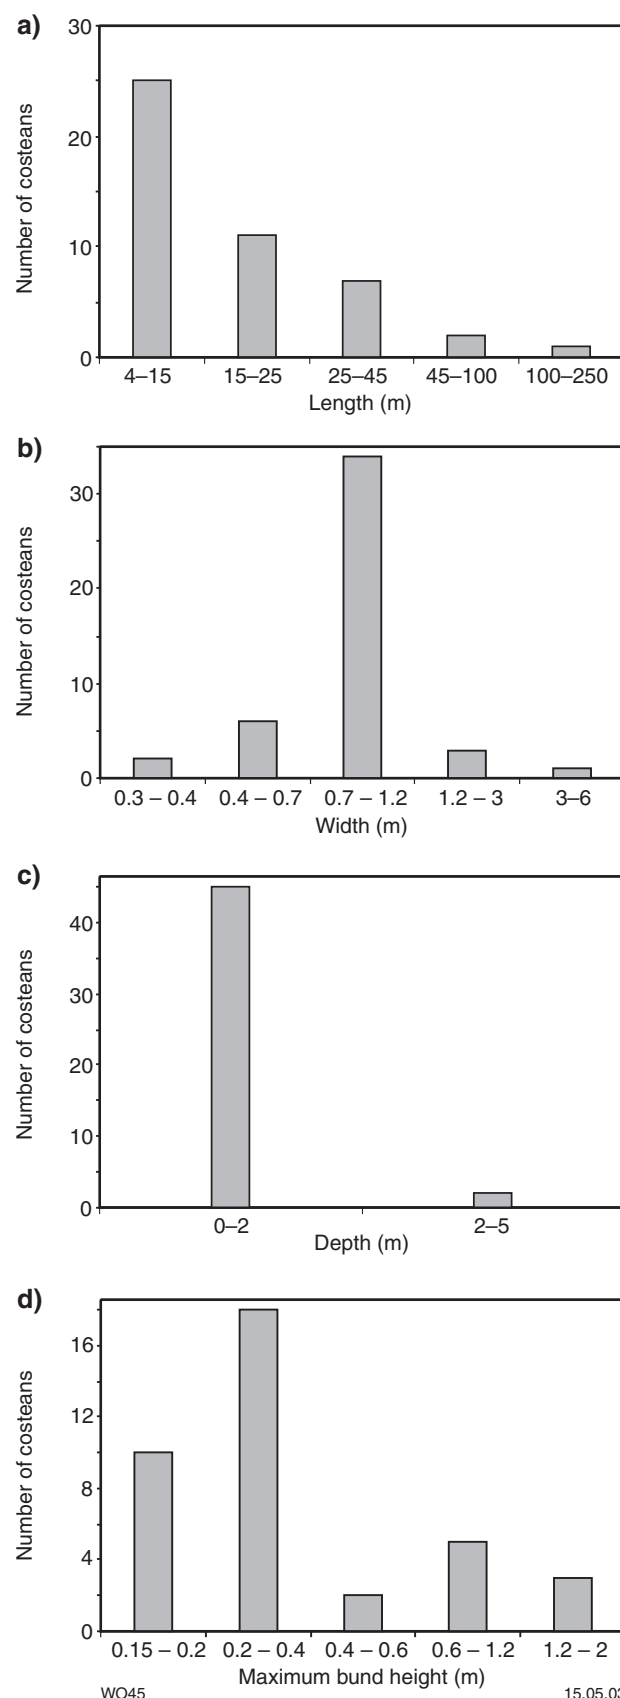 a)
30
20
10
0
Number of costeans
4–15 15–25 25–45 45–100 100–250
Length (m)
b)
30
20
10
0
Number of costeans
0.3 – 0.4 0.4 – 0.7 0.7 – 1.2 1.2 – 3 3–6
Width (m)
c)
40
30
20
10
0
Number of costeans
0–2 2–5
Depth (m)
d)
16
12
8
4
0
Number of costeans
0.15 – 0.2 0.2 – 0.4 0.4 – 0.6 0.6 – 1.2 1.2 – 2
Maximum bund height (m)
WO45 15.05.03